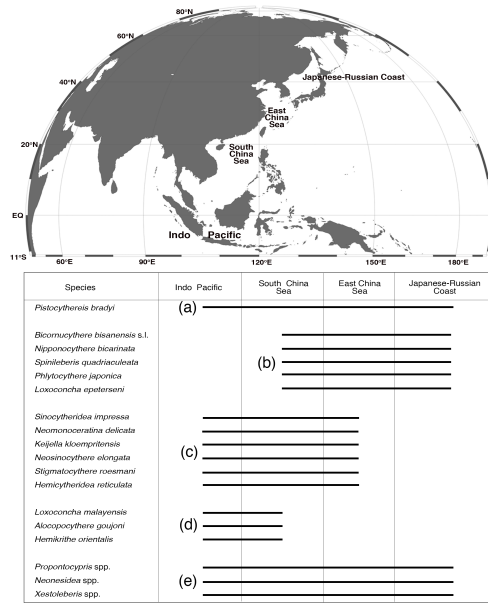 80°N
60°N
Japanese-Russian Coast
40°N
East
China
Sea
20°N
South
China
Sea
EQ
Indo Pacific
11°S
60°E 90°E 120°E 150°E 180°E
Species Indo Pacific South China Sea East China Sea Japanese-Russian Coast
Pistocythereis bradyi (a)
Bicornucythere bisanensis s.l.
Nipponocythere bicarinata
Spinileberis quadriaculeata (b)
Phlytocythere japonica
Loxoconcha epeterseni
Sinocytheridea impressa
Neomonoceratina delicata
Keijella kloempritensis (c)
Neosinocythere elongata
Stigmatocythere roesmani
Hemicytheridea reticulata
Loxoconcha malayensis
Alocopocythere goujoni (d)
Hemikrithe orientalis
Propontocypris spp.
Neonesidea spp. (e)
Xestoleberis spp.